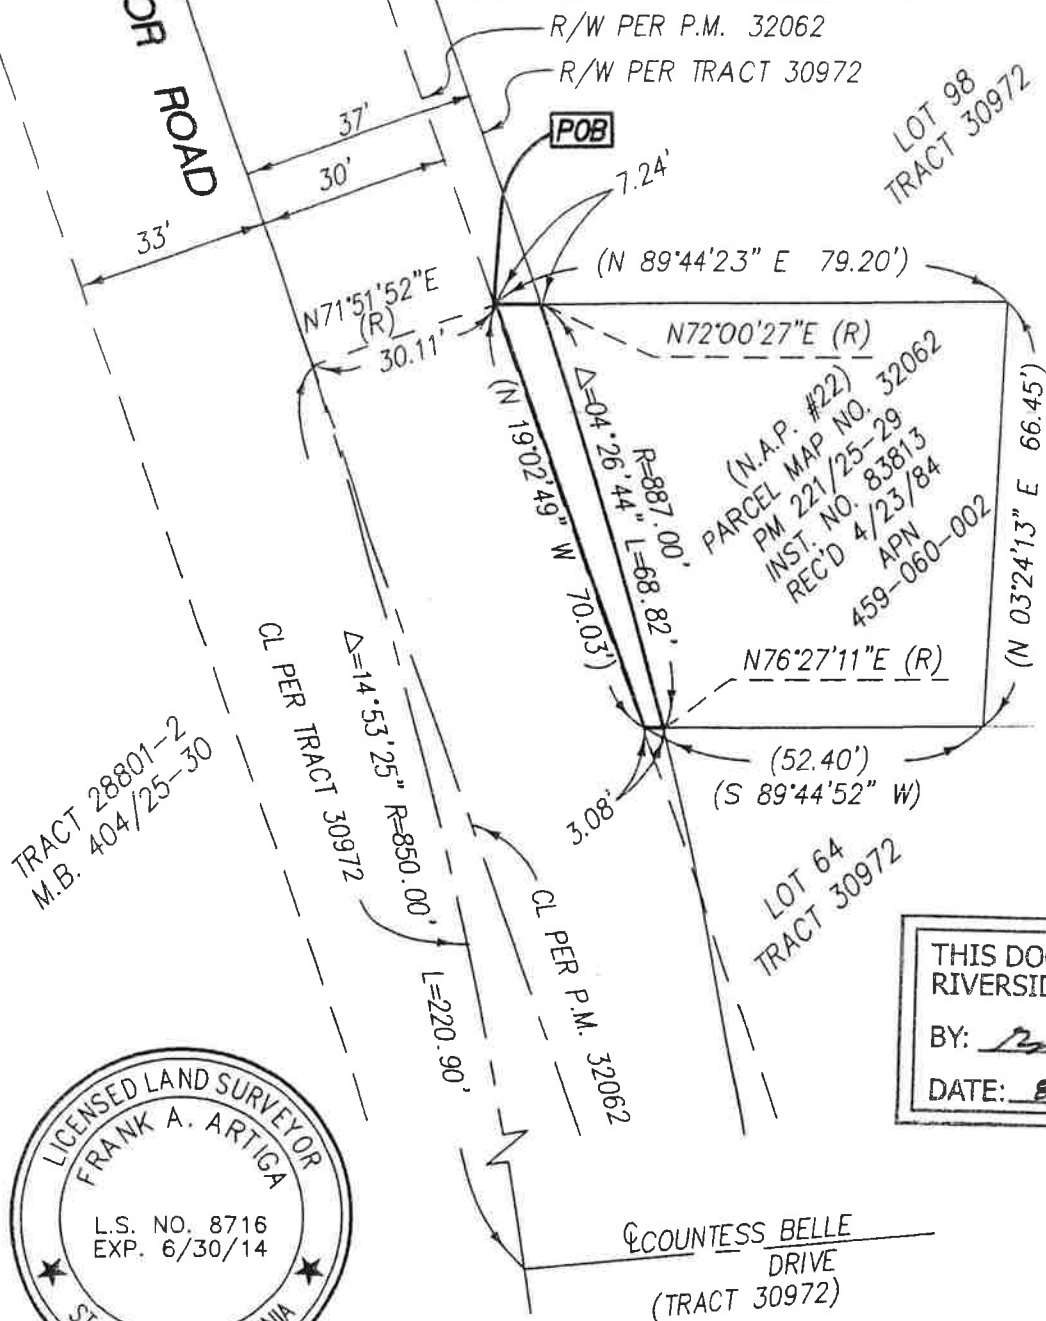 OR ROAD
R/W PER P.M. 32062
R/W PER TRACT 30972
POB
37'
30'
33'
7.24'
LOT 98
TRACT 30972
(N 89°44'23" E 79.20')
N71°51'52"E
(R)
30.11'
N72°00'27"E (R)
(N 19°02'49" W 70.03')
Δ=04°26'44" L=68.82'
R=887.00'
(N.A.P. #22)
PARCEL MAP NO. 32062
PM 221/25-29
INST. NO. 83813
REC'D 4/23/84
APN
459-060-002
(N 03°24'13" E 66.45')
N76°27'11"E (R)
(52.40')
(S 89°44'52" W)
3.08'
CL PER TRACT 30972
Δ=14°53'25" R=850.00'
L=220.90'
CL PER P.M. 32062
TRACT 28801-2
M.B. 404/25-30
LOT 64
TRACT 30972
THIS DO
RIVERSID
BY:
DATE: 8
LICENSED LAND SURVEYOR
FRANK A. ARTIGA
L.S. NO. 8716
EXP. 6/30/14
℄COUNTESS BELLE
DRIVE
(TRACT 30972)